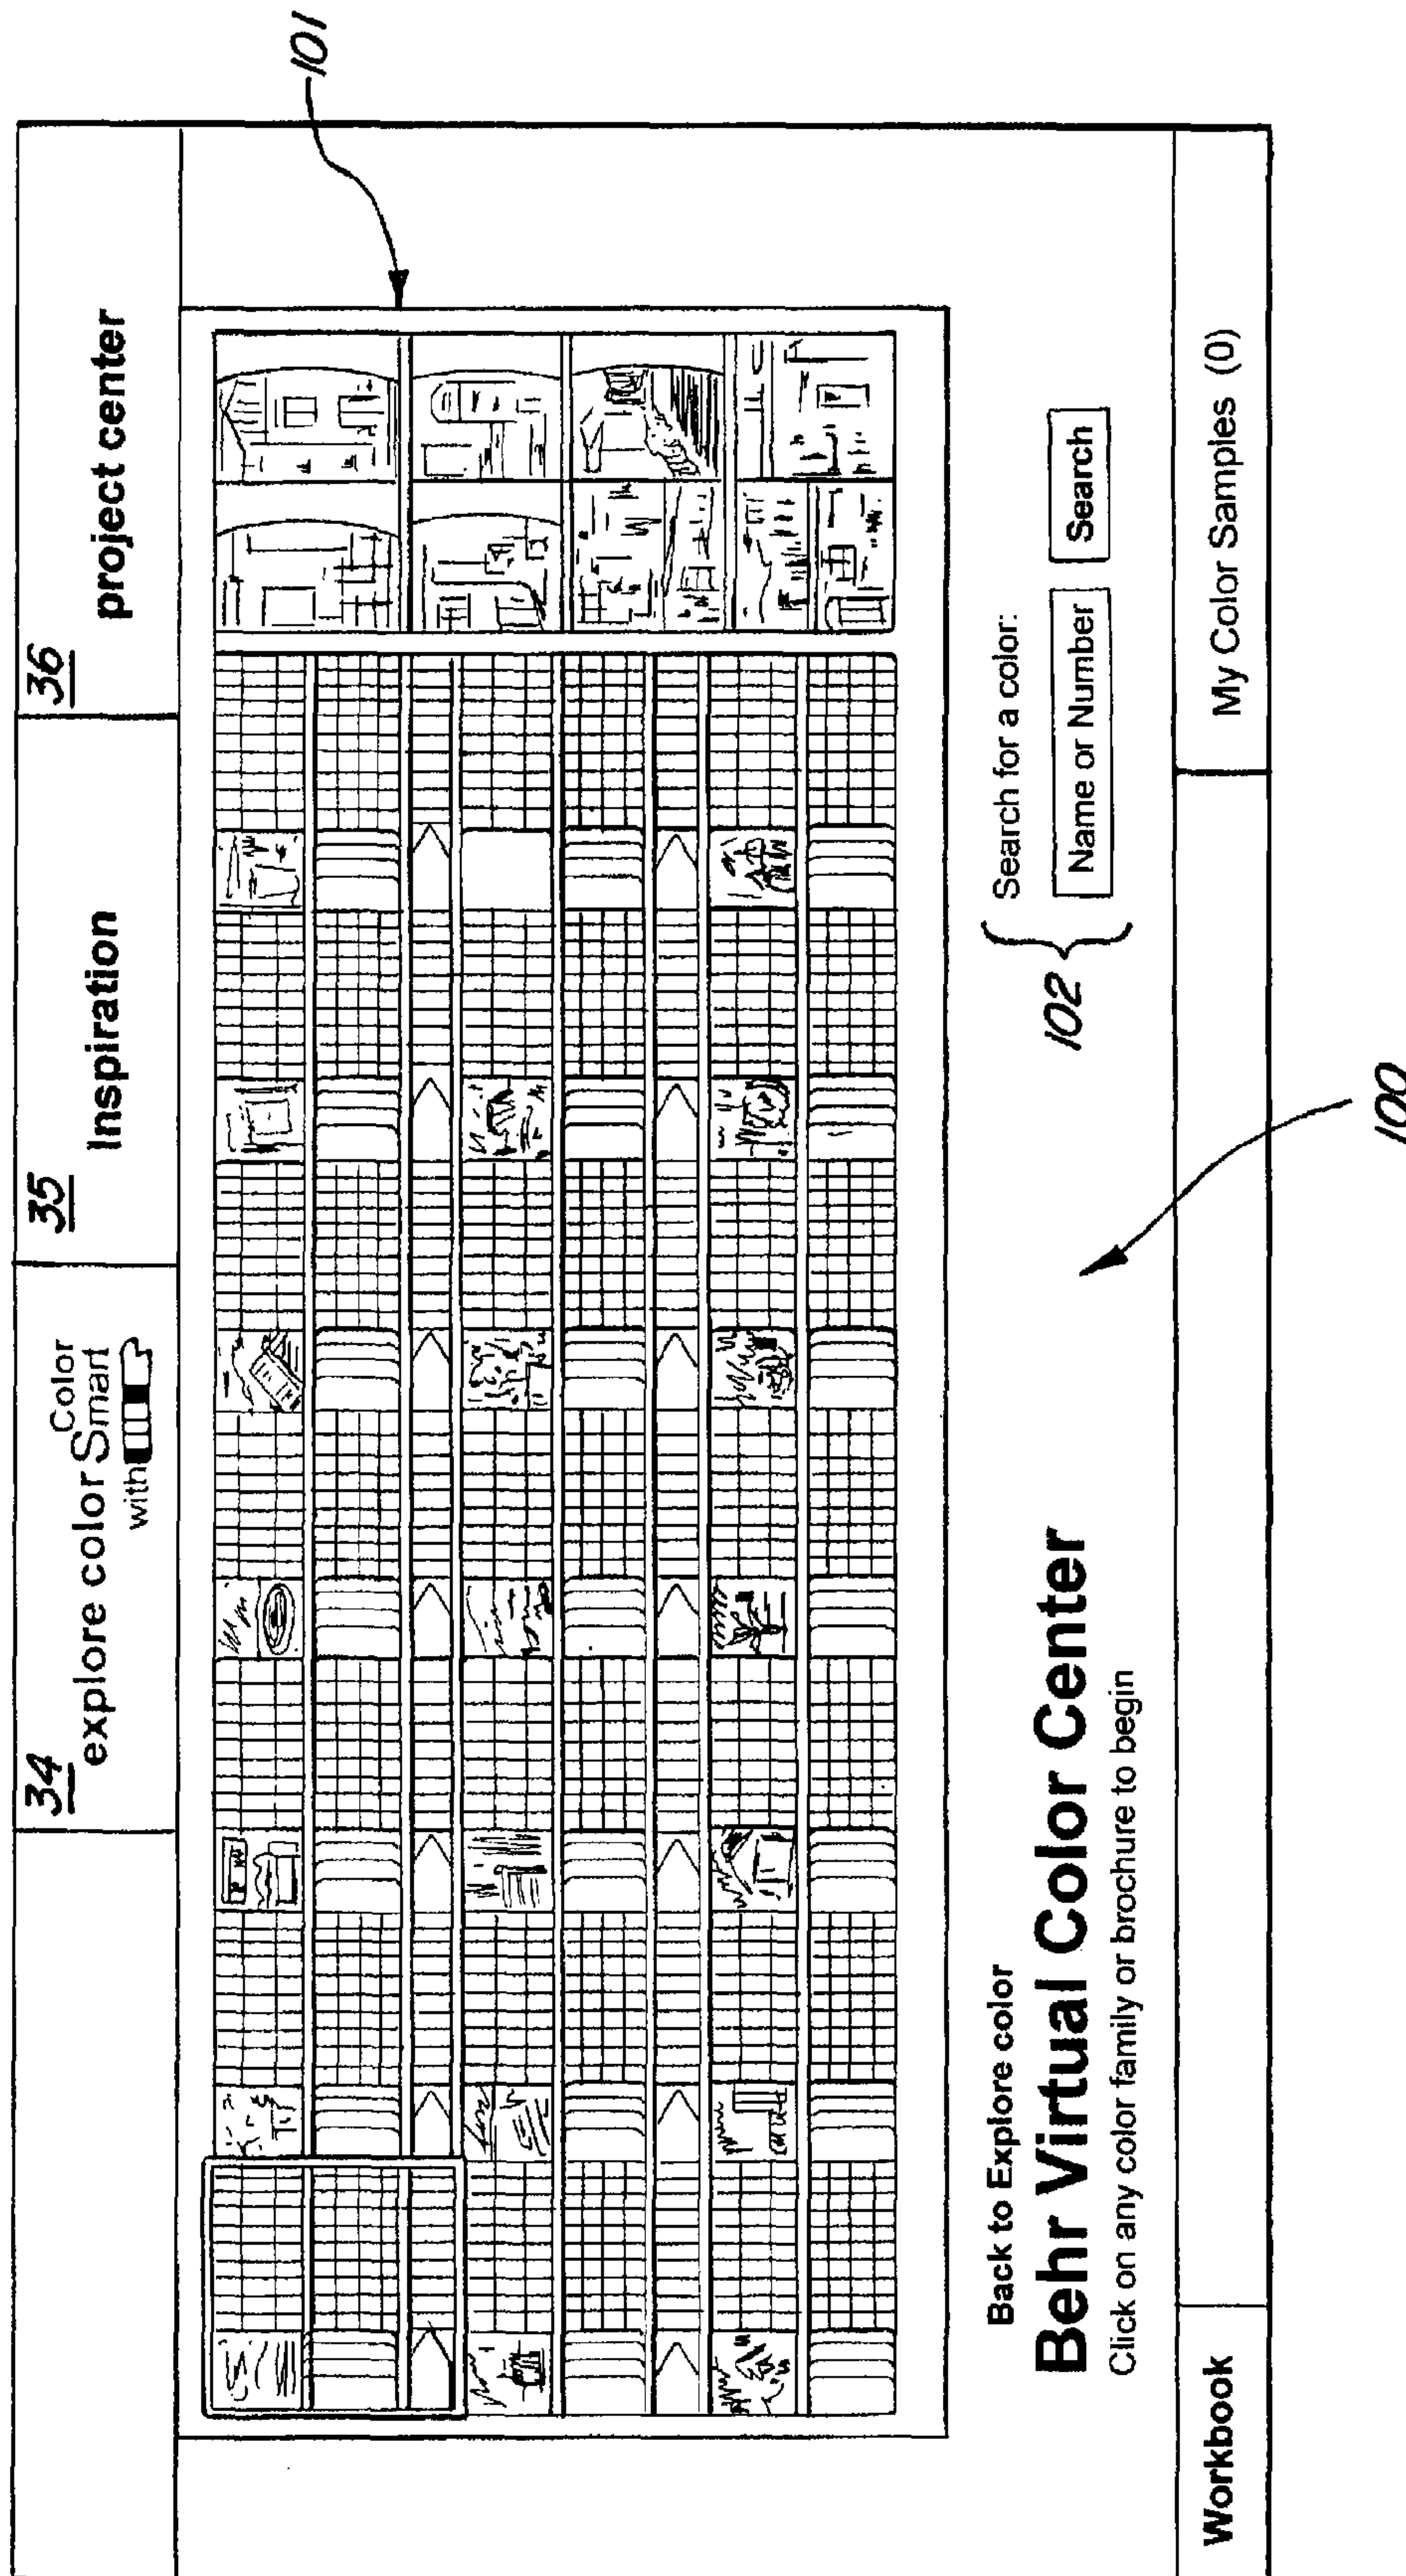 34
explore color
Color
Smart
with
35
Inspiration
36
project center
101
Back to Explore color
Behr Virtual Color Center
Click on any color family or brochure to begin
102
Search for a color:
Name or Number
Search
Workbook
My Color Samples (0)
100